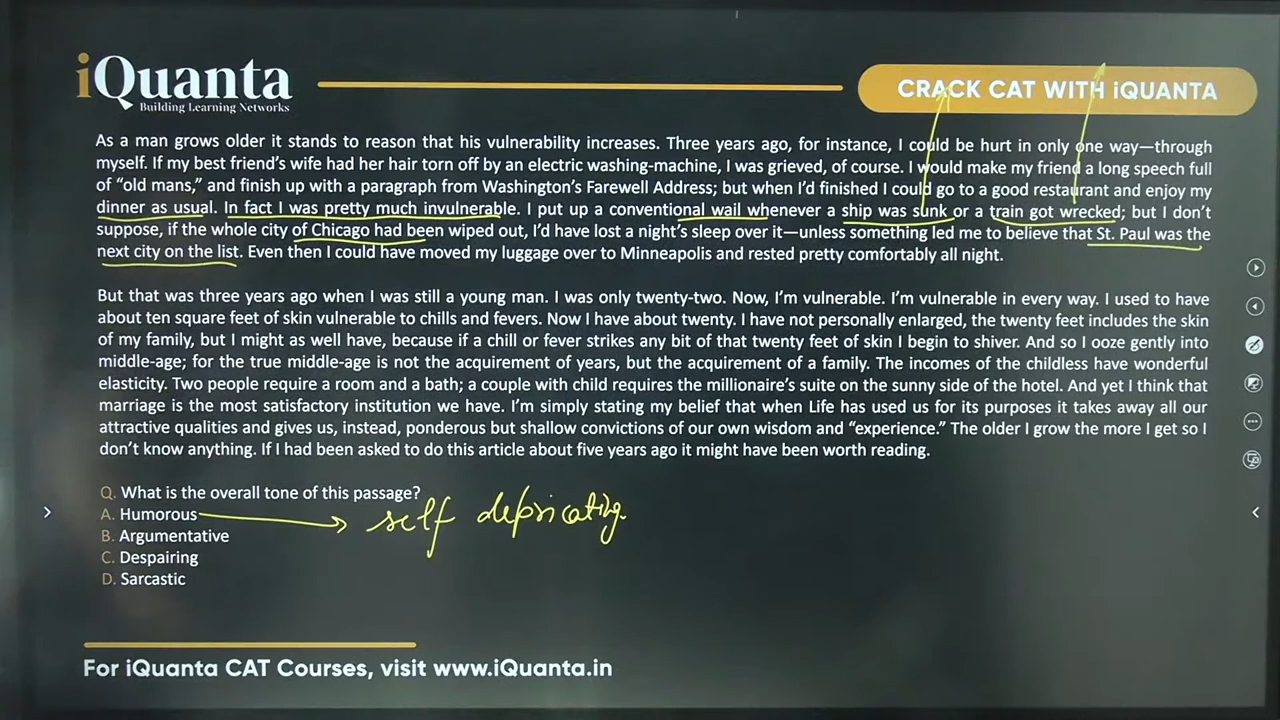 iQuanta
Building Learning Networks
CRACK CAT WITH iQUANTA
As a man grows older it stands to reason that his vulnerability increases. Three years ago, for instance, I could be hurt in only one way—through
myself. If my best friend's wife had her hair torn off by an electric washing-machine, I was grieved, of course. I would make my friend a long speech full
of “old mans,” and finish up with a paragraph from Washington's Farewell Address; but when I'd finished I could go to a good restaurant and enjoy my
dinner as usual. In fact I was pretty much invulnerable. I put up a conventional wail whenever a ship was sunk or a train got wrecked; but I don't
suppose, if the whole city of Chicago had been wiped out, I'd have lost a night's sleep over it—unless something led me to believe that St. Paul was the
next city on the list. Even then I could have moved my luggage over to Minneapolis and rested pretty comfortably all night.
But that was three years ago when I was still a young man. I was only twenty-two. Now, I'm vulnerable. I'm vulnerable in every way. I used to have
about ten square feet of skin vulnerable to chills and fevers. Now I have about twenty. I have not personally enlarged, the twenty feet includes the skin
of my family, but I might as well have, because if a chill or fever strikes any bit of that twenty feet of skin I begin to shiver. And so I ooze gently into
middle-age; for the true middle-age is not the acquirement of years, but the acquirement of a family. The incomes of the childless have wonderful
elasticity. Two people require a room and a bath; a couple with child requires the millionaire's suite on the sunny side of the hotel. And yet I think that
marriage is the most satisfactory institution we have. I'm simply stating my belief that when Life has used us for its purposes it takes away all our
attractive qualities and gives us, instead, ponderous but shallow convictions of our own wisdom and “experience.” The older I grow the more I get so I
don't know anything. If I had been asked to do this article about five years ago it might have been worth reading.
Q. What is the overall tone of this passage?
A. Humorous self depricating
B. Argumentative
C. Despairing
D. Sarcastic
For iQuanta CAT Courses, visit www.iQuanta.in